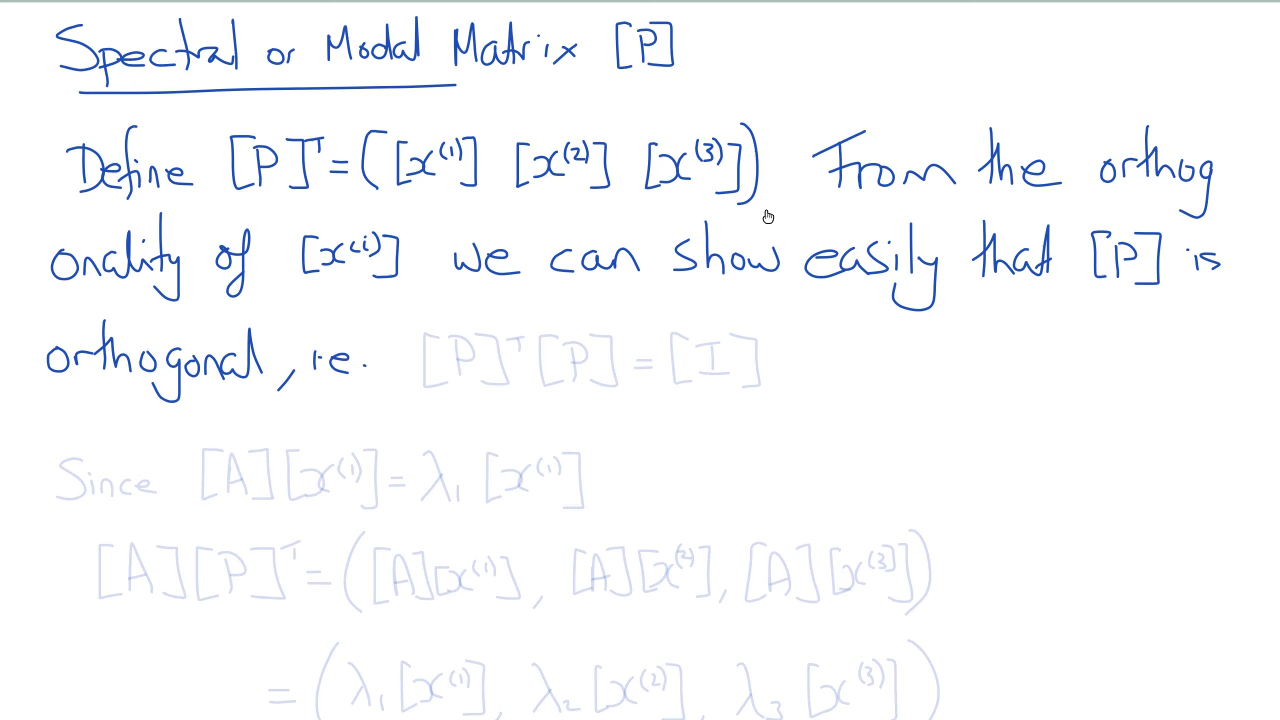 Spectral or Modal Matrix [P]
Define [P]ᵀ = ([x⁽¹⁾] [x⁽²⁾] [x⁽³⁾]) From the orthog
onality of [x⁽ⁱ⁾] we can show easily that [P] is
orthogonal, i.e. [P]ᵀ[P] = [I]
Since [A][x⁽¹⁾] = λ₁ [x⁽¹⁾]
[A][P]ᵀ = ([A][x⁽¹⁾], [A][x⁽²⁾], [A][x⁽³⁾])
= (λ₁[x⁽¹⁾], λ₂[x⁽²⁾], λ₃[x⁽³⁾])